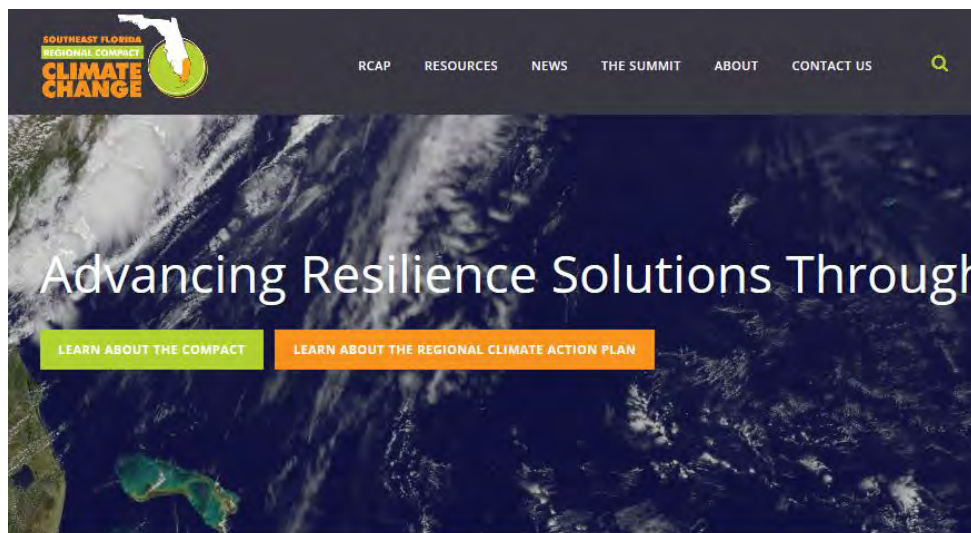 SOUTHEAST FLORIDA
REGIONAL COMPACT
CLIMATE
CHANGE
RCAP RESOURCES NEWS THE SUMMIT ABOUT CONTACT US
Advancing Resilience Solutions Through
LEARN ABOUT THE COMPACT LEARN ABOUT THE REGIONAL CLIMATE ACTION PLAN